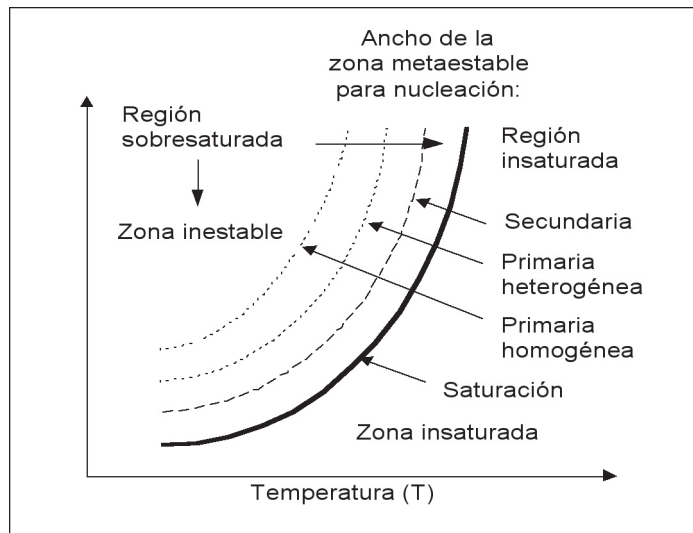 Ancho de la
zona metaestable
para nucleación:
Región
sobresaturada
Región
insaturada
Zona inestable
Secundaria
Primaria
heterogénea
Primaria
homogénea
Saturación
Zona insaturada
Temperatura (T)